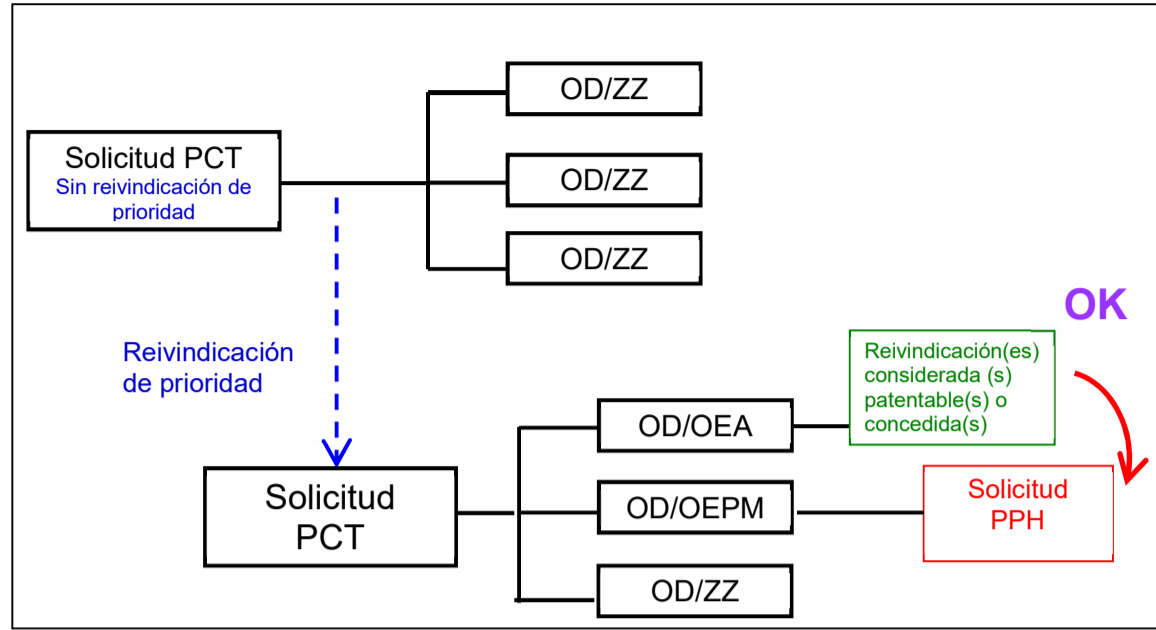 OD/ZZ
Solicitud PCT
Sin reivindicación de
prioridad
OD/ZZ
OD/ZZ
OK
Reivindicación
de prioridad
Reivindicación(es)
considerada (s)
patentable(s) o
concedida(s)
OD/OEA
Solicitud
PCT
OD/OEPM
Solicitud
PPH
OD/ZZ